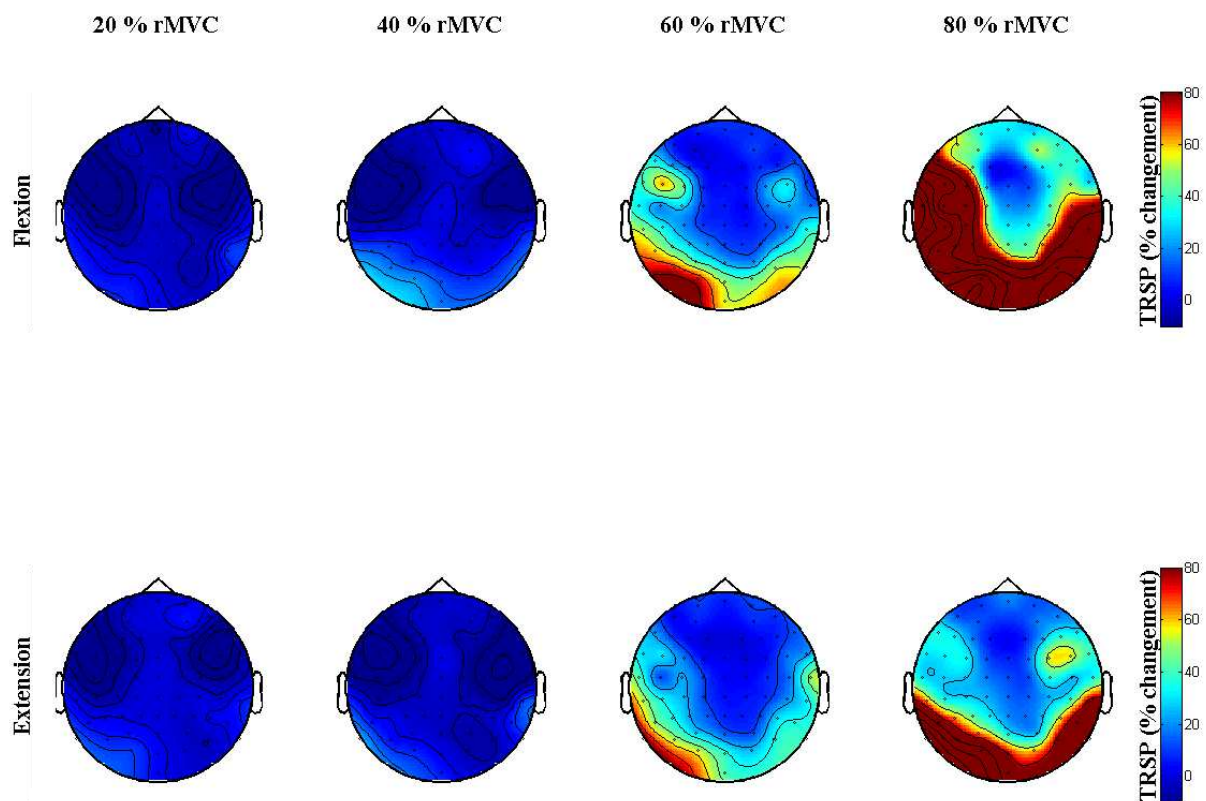 20 % rMVC
40 % rMVC
60 % rMVC
80 % rMVC
Flexion
TRSP (% changement)
80
60
40
20
0
Extension
TRSP (% changement)
80
60
40
20
0